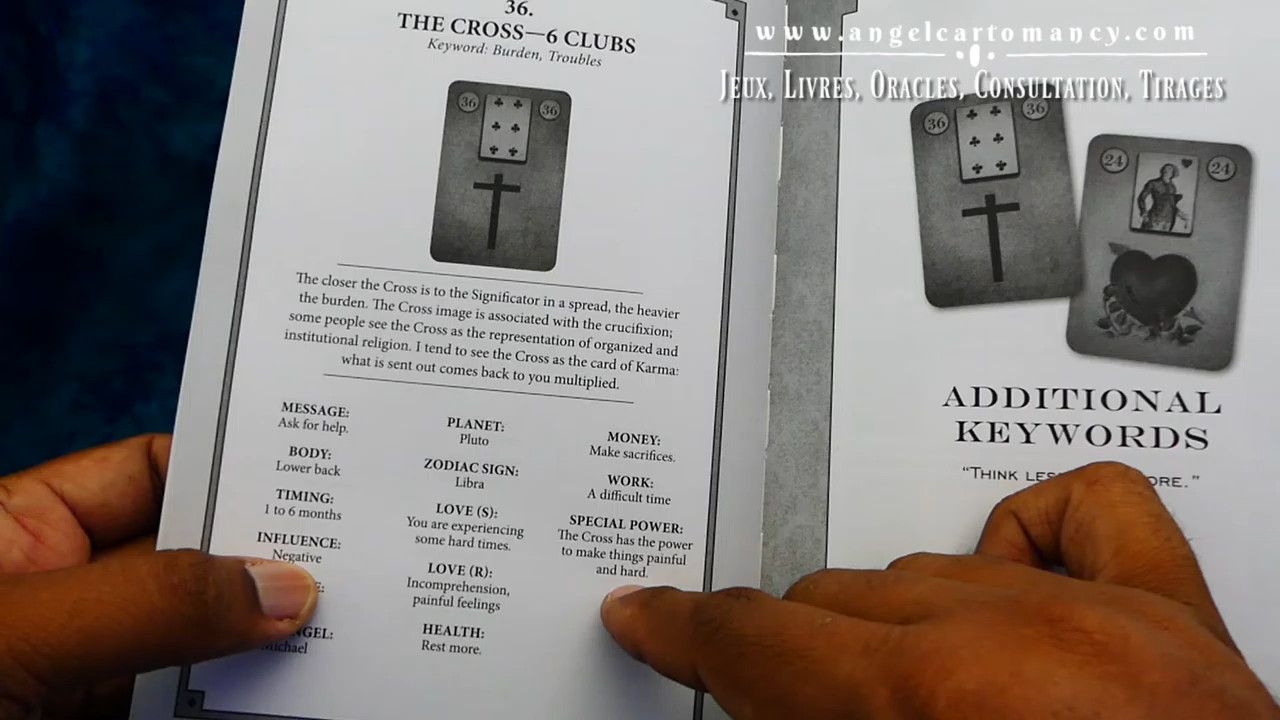 www.angelcartomancy.com
Jeux, Livres, Oracles, Consultation, Tirages
36.
THE CROSS—6 CLUBS
Keyword: Burden, Troubles
36
36
The closer the Cross is to the Significator in a spread, the heavier
the burden. The Cross image is associated with the crucifixion;
some people see the Cross as the representation of organized and
institutional religion. I tend to see the Cross as the card of Karma:
what is sent out comes back to you multiplied.
MESSAGE:
Ask for help.
BODY:
Lower back
TIMING:
1 to 6 months
INFLUENCE:
Negative
PLANET:
Pluto
ZODIAC SIGN:
Libra
LOVE (S):
You are experiencing
some hard times.
LOVE (R):
Incomprehension,
painful feelings
HEALTH:
Rest more.
MONEY:
Make sacrifices.
WORK:
A difficult time
SPECIAL POWER:
The Cross has the power
to make things painful
and hard.
36
36
24
24
ADDITIONAL
KEYWORDS
“THINK